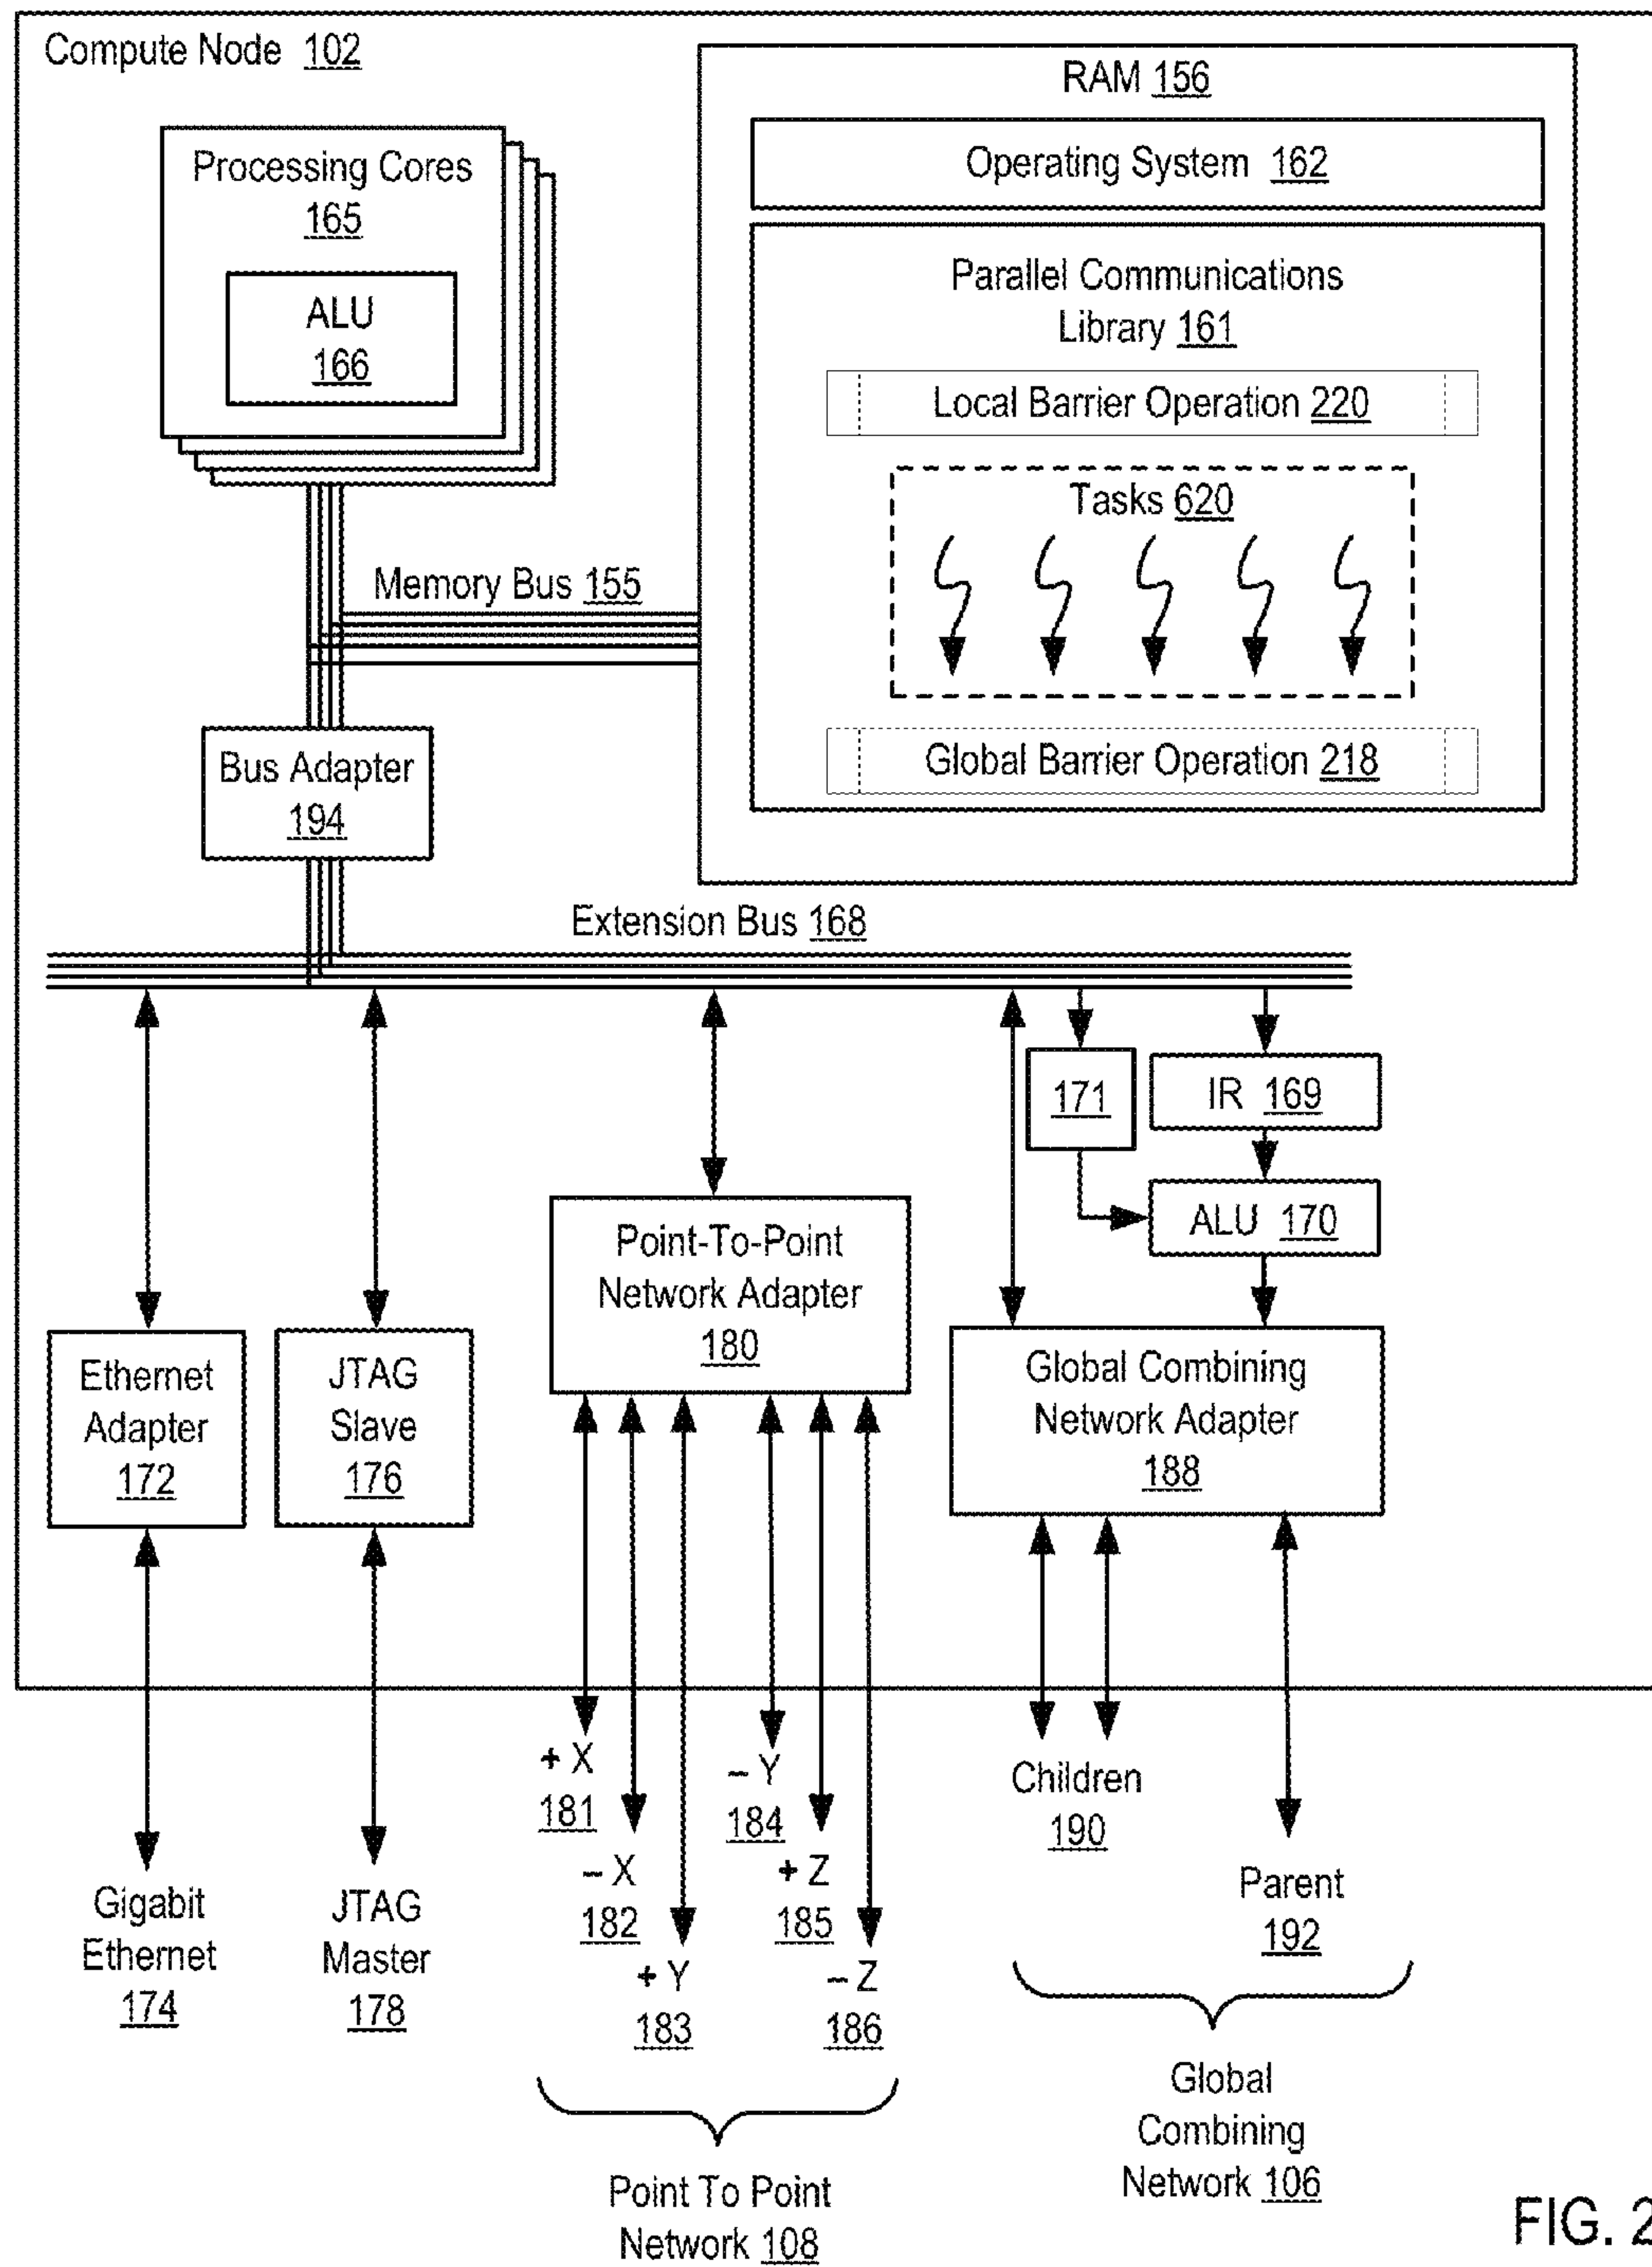 Compute Node 102
RAM 156
Operating System 162
Processing Cores
165
ALU
166
Parallel Communications
Library 161
Local Barrier Operation 220
Tasks 620
Global Barrier Operation 218
Memory Bus 155
Bus Adapter
194
Extension Bus 168
171
IR 169
ALU 170
Point-To-Point
Network Adapter
180
Ethernet
Adapter
172
JTAG
Slave
176
Global Combining
Network Adapter
188
+ X
181
– X
182
+ Y
183
– Y
184
+ Z
185
– Z
186
Children
190
Parent
192
Gigabit
Ethernet
174
JTAG
Master
178
Point To Point
Network 108
Global
Combining
Network 106
FIG. 2